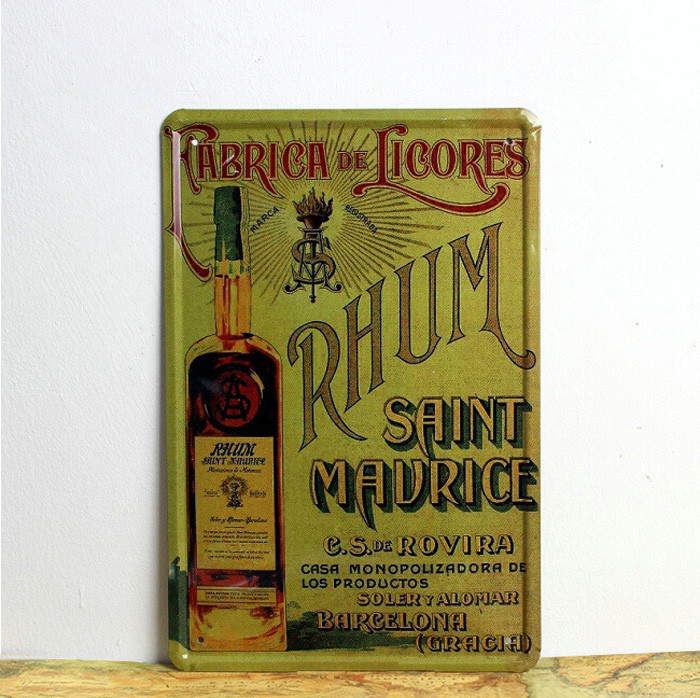 FABRICA DE LICORES
MARCA REGISTRADA
RHUM
SAINT
MAURICE
C.S. DE ROVIRA
CASA MONOPOLIZADORA DE
LOS PRODUCTOS
SOLER Y ALOMAR
BARCELONA
(GRACIA)
RHUM
SAINT MAURICE